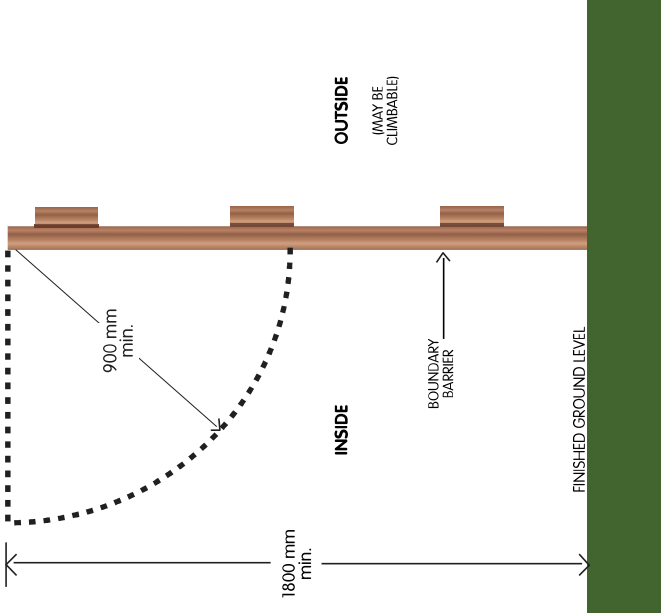 OUTSIDE
(MAY BE
CLIMBABLE)
900 mm
min.
BOUNDARY
BARRIER
INSIDE
FINISHED GROUND LEVEL
1800 mm
min.